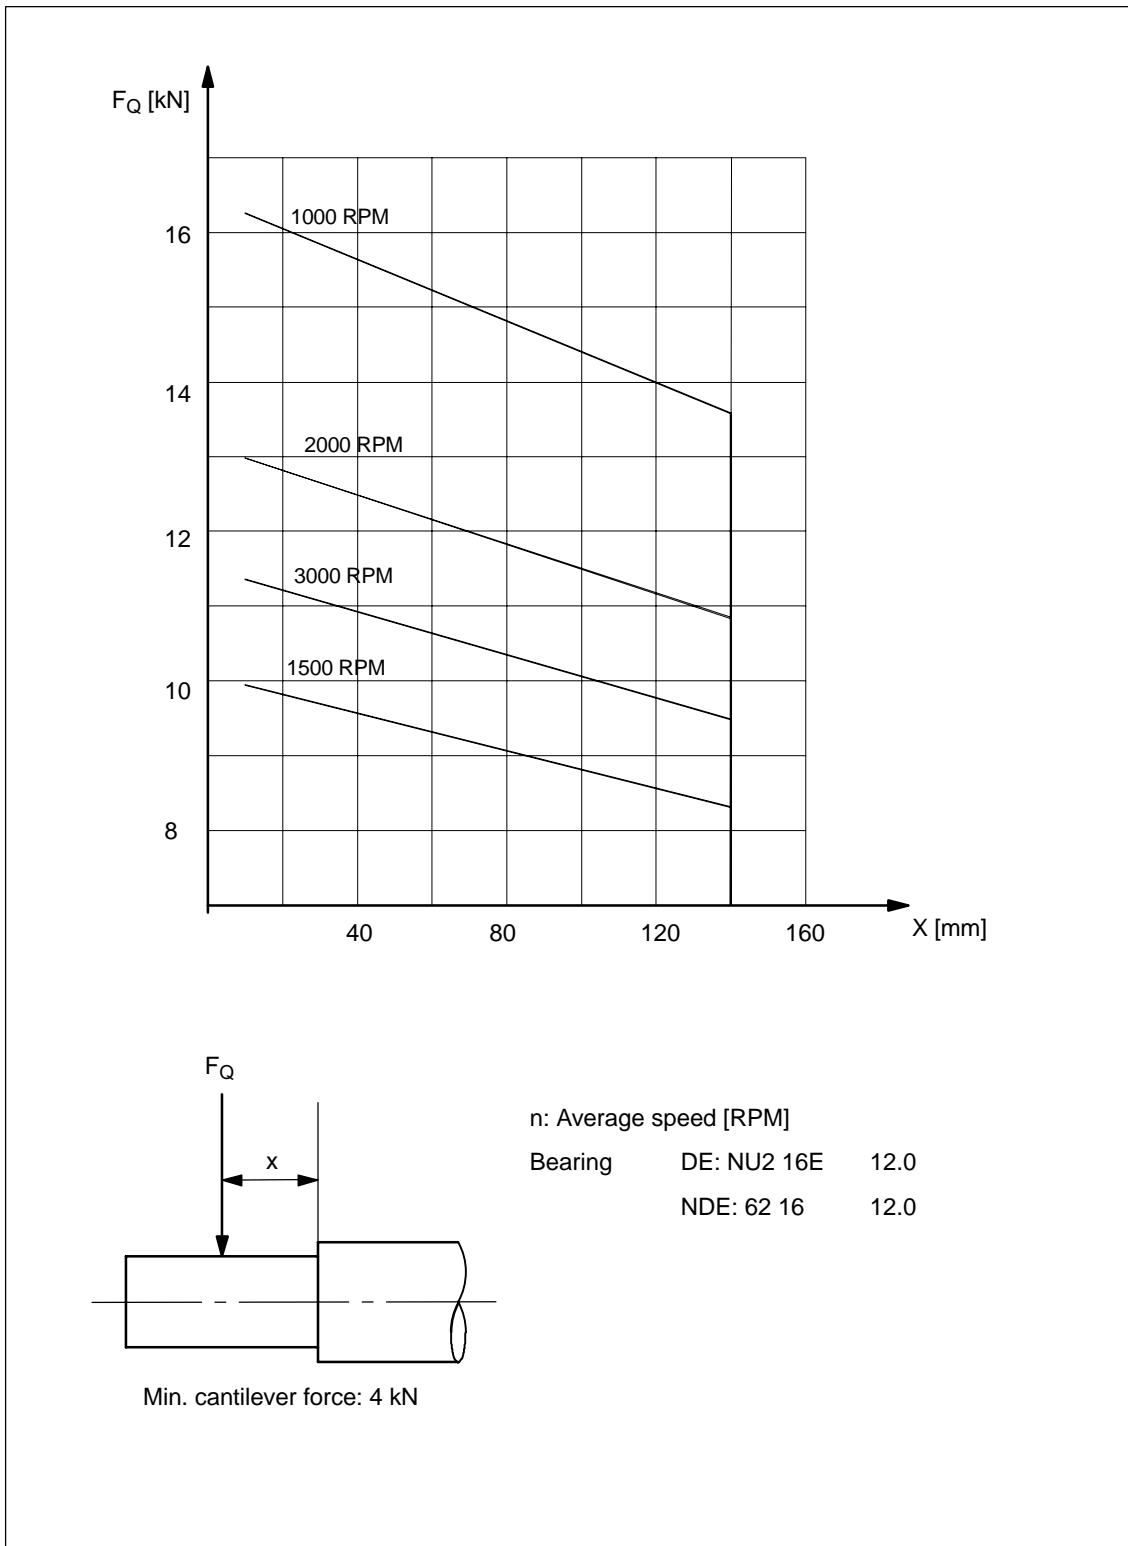 FQ [kN]
1000 RPM
16
14
2000 RPM
12
3000 RPM
1500 RPM
10
8
40 80 120 160 X [mm]
FQ
x
n: Average speed [RPM]
Bearing DE: NU2 16E 12.0
NDE: 62 16 12.0
Min. cantilever force: 4 kN